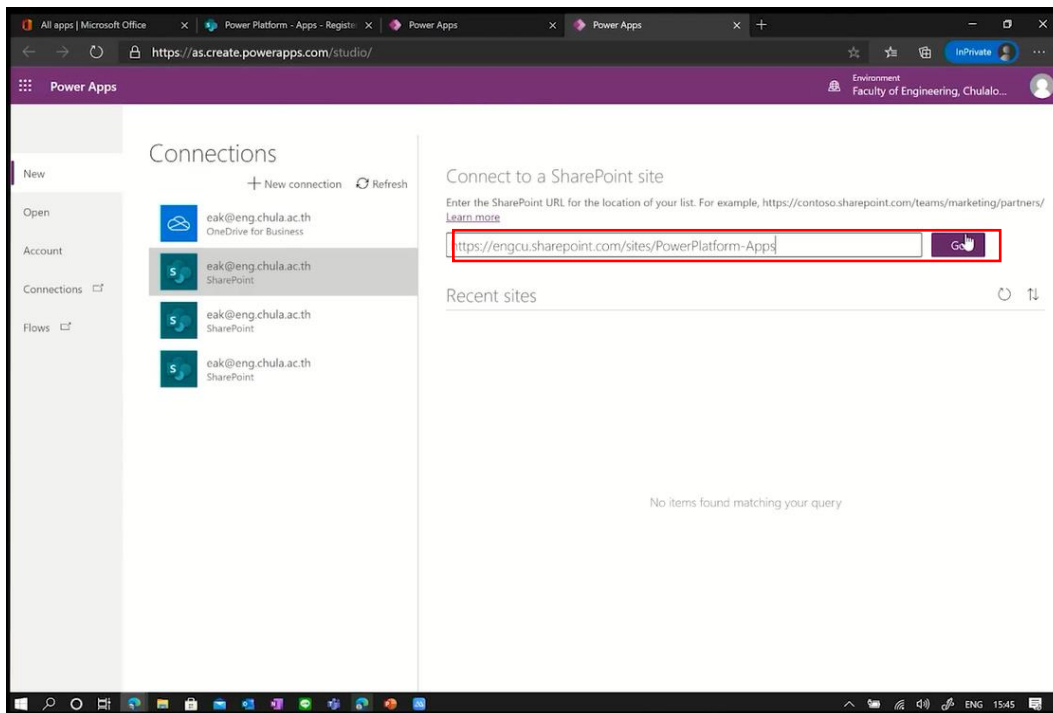 All apps | Microsoft Office
Power Platform - Apps - Registe
Power Apps
Power Apps
https://as.create.powerapps.com/studio/
InPrivate
Power Apps
Environment
Faculty of Engineering, Chulalo...
New
Open
Account
Connections
Flows
Connections
New connection
Refresh
eak@eng.chula.ac.th
OneDrive for Business
eak@eng.chula.ac.th
SharePoint
eak@eng.chula.ac.th
SharePoint
eak@eng.chula.ac.th
SharePoint
Connect to a SharePoint site
Enter the SharePoint URL for the location of your list. For example, https://contoso.sharepoint.com/teams/marketing/partners/
Learn more
https://engcu.sharepoint.com/sites/PowerPlatform-Apps
Go
Recent sites
No items found matching your query
ENG 15:45